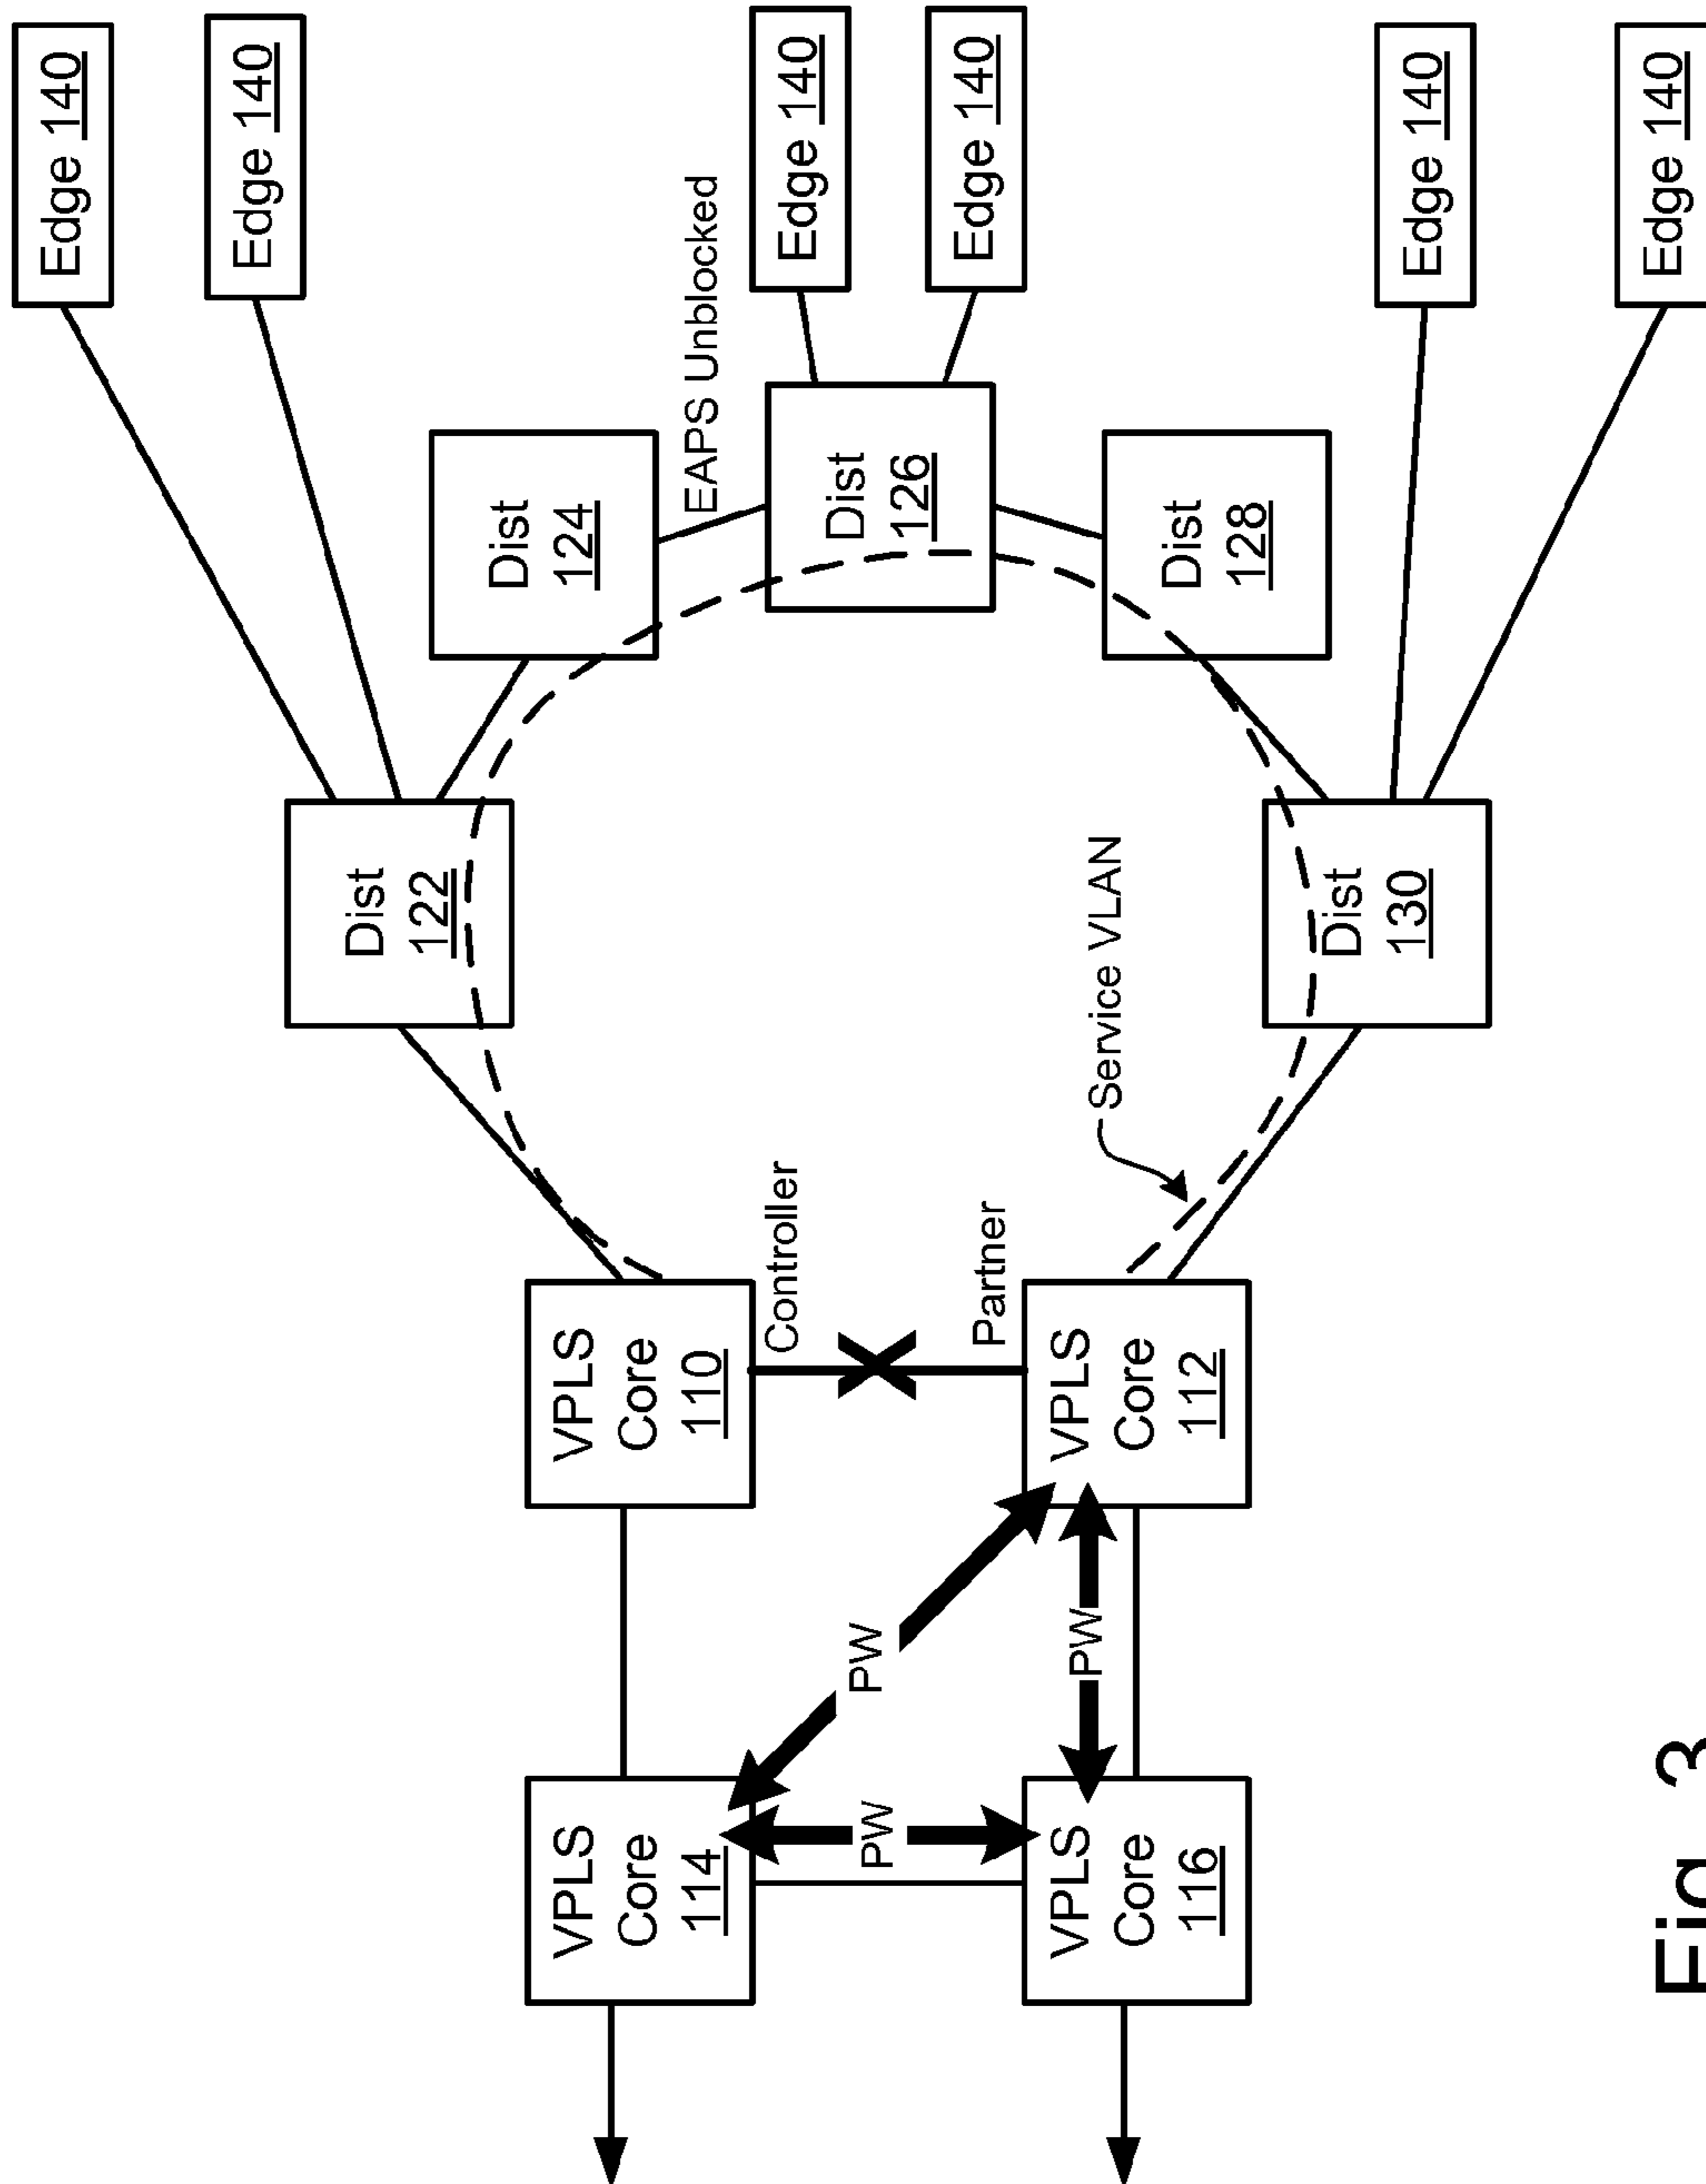 Edge 140
Edge 140
Dist
122
Dist
124
VPLS
Core
114
VPLS
Core
110
EAPS Unblocked
Controller
Edge 140
Edge 140
Dist
126
PW
PW
Partner
VPLS
Core
116
PW
VPLS
Core
112
Service VLAN
Dist
128
Dist
130
Edge 140
Edge 140
Fig. 3